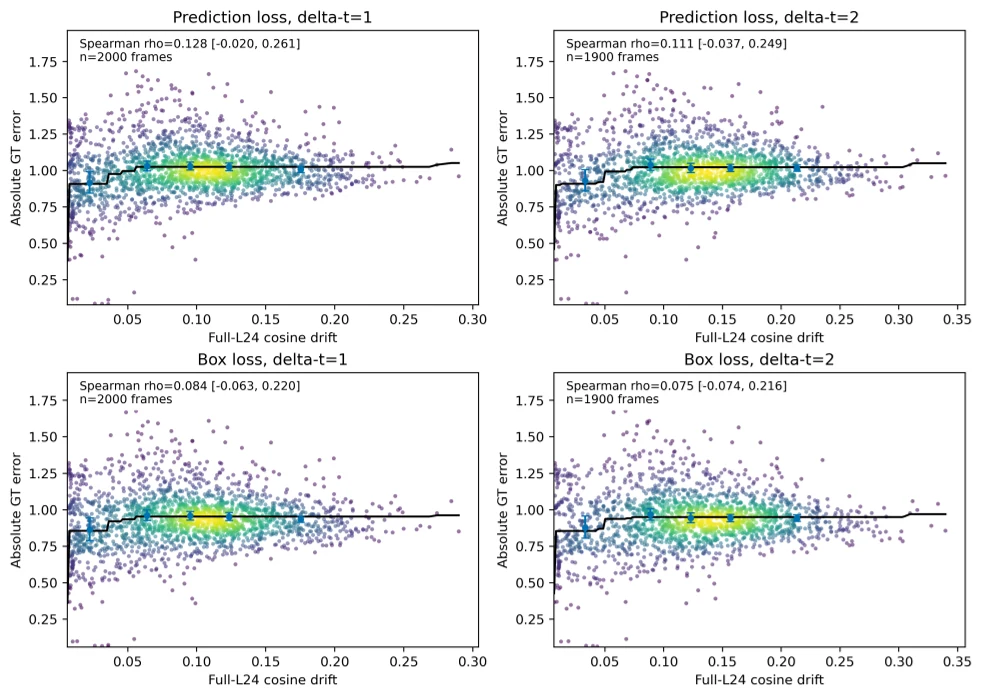 Prediction loss, delta-t=1
Spearman rho=0.128 [-0.020, 0.261]
n=2000 frames
Absolute GT error
1.75
1.50
1.25
1.00
0.75
0.50
0.25
0.05 0.10 0.15 0.20 0.25 0.30
Full-L24 cosine drift
Prediction loss, delta-t=2
Spearman rho=0.111 [-0.037, 0.249]
n=1900 frames
Absolute GT error
1.75
1.50
1.25
1.00
0.75
0.50
0.25
0.05 0.10 0.15 0.20 0.25 0.30 0.35
Full-L24 cosine drift
Box loss, delta-t=1
Spearman rho=0.084 [-0.063, 0.220]
n=2000 frames
Absolute GT error
1.75
1.50
1.25
1.00
0.75
0.50
0.25
0.05 0.10 0.15 0.20 0.25 0.30
Full-L24 cosine drift
Box loss, delta-t=2
Spearman rho=0.075 [-0.074, 0.216]
n=1900 frames
Absolute GT error
1.75
1.50
1.25
1.00
0.75
0.50
0.25
0.05 0.10 0.15 0.20 0.25 0.30 0.35
Full-L24 cosine drift